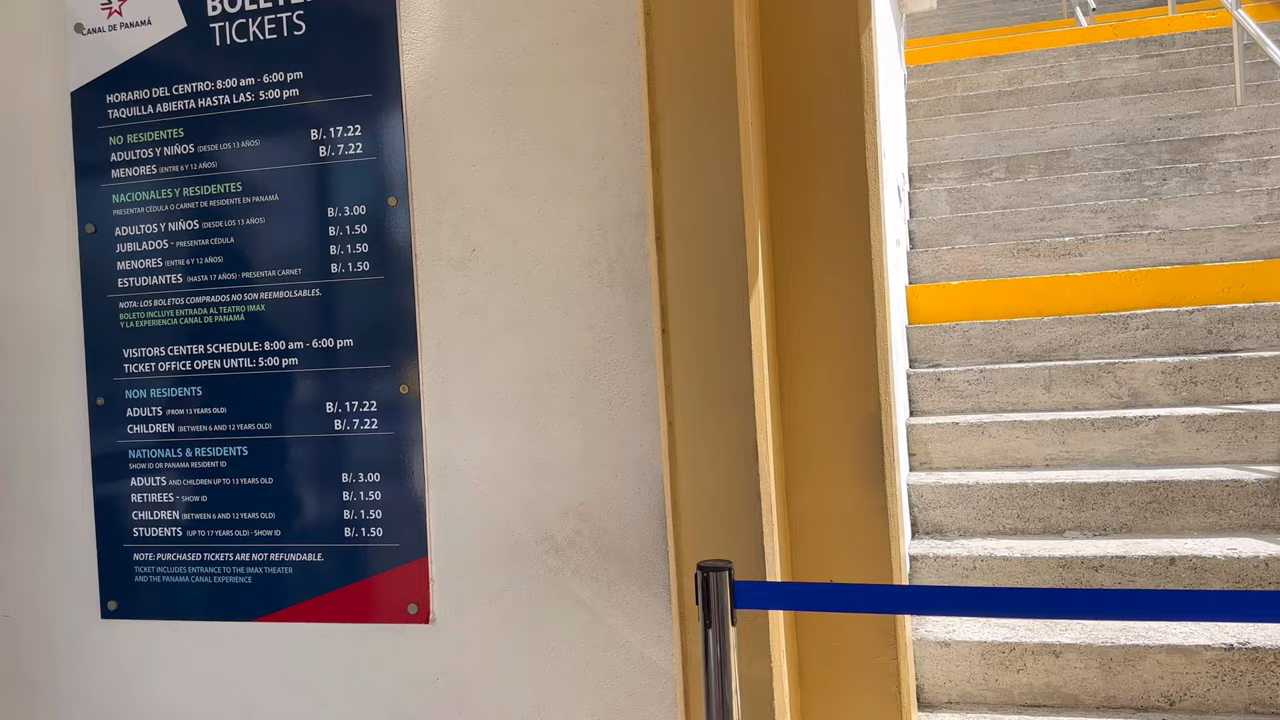 CANAL DE PANAMÁ
TICKETS
HORARIO DEL CENTRO: 8:00 am - 6:00 pm
TAQUILLA ABIERTA HASTA LAS: 5:00 pm
NO RESIDENTES
ADULTOS Y NIÑOS (DESDE LOS 13 AÑOS) B/. 17.22
MENORES (ENTRE 6 Y 12 AÑOS) B/. 7.22
NACIONALES Y RESIDENTES
PRESENTAR CÉDULA O CARNET DE RESIDENTE EN PANAMÁ
ADULTOS Y NIÑOS (DESDE LOS 13 AÑOS) B/. 3.00
JUBILADOS - PRESENTAR CÉDULA B/. 1.50
MENORES (ENTRE 6 Y 12 AÑOS) B/. 1.50
ESTUDIANTES (HASTA 17 AÑOS) - PRESENTAR CARNET B/. 1.50
NOTA: LOS BOLETOS COMPRADOS NO SON REEMBOLSABLES.
BOLETO INCLUYE ENTRADA AL TEATRO IMAX
Y LA EXPERIENCIA CANAL DE PANAMÁ
VISITORS CENTER SCHEDULE: 8:00 am - 6:00 pm
TICKET OFFICE OPEN UNTIL: 5:00 pm
NON RESIDENTS
ADULTS (FROM 13 YEARS OLD) B/. 17.22
CHILDREN (BETWEEN 6 AND 12 YEARS OLD) B/. 7.22
NATIONALS & RESIDENTS
SHOW ID OR PANAMA RESIDENT ID
ADULTS AND CHILDREN UP TO 13 YEARS OLD B/. 3.00
RETIREES - SHOW ID B/. 1.50
CHILDREN (BETWEEN 6 AND 12 YEARS OLD) B/. 1.50
STUDENTS (UP TO 17 YEARS OLD) - SHOW ID B/. 1.50
NOTE: PURCHASED TICKETS ARE NOT REFUNDABLE.
TICKET INCLUDES ENTRANCE TO THE IMAX THEATER
AND THE PANAMA CANAL EXPERIENCE